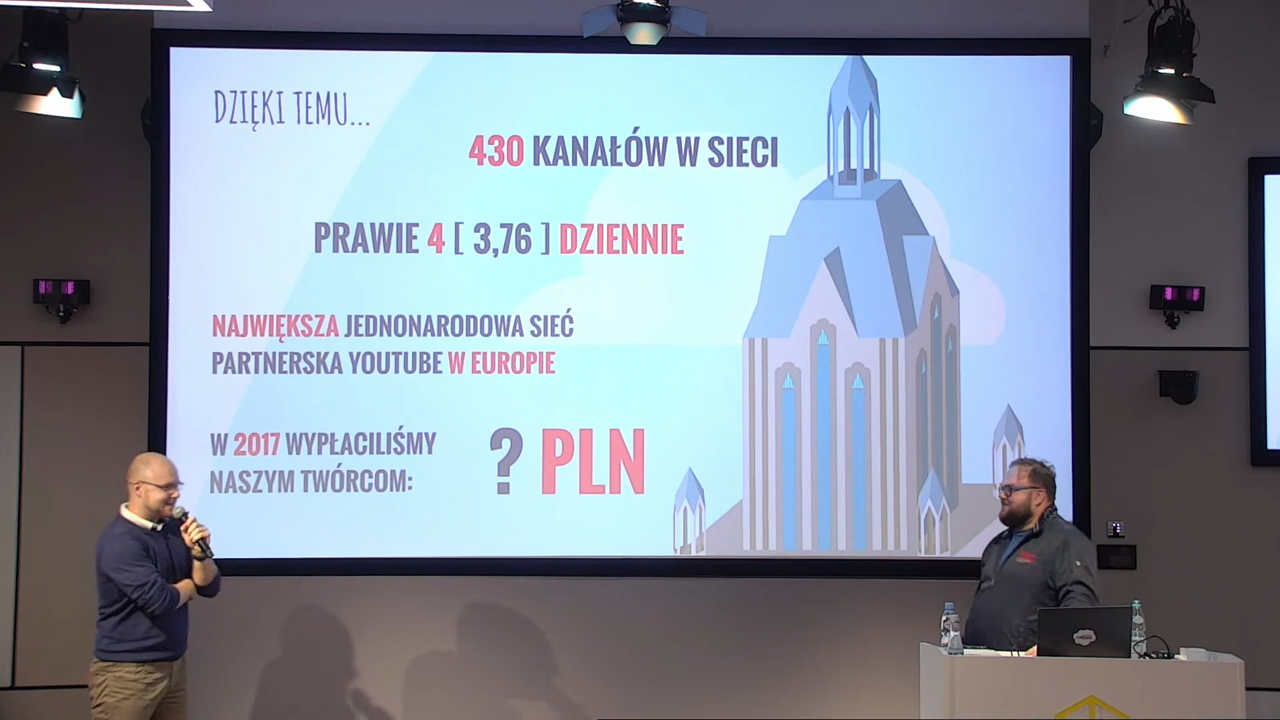 DZIĘKI TEMU...
430 KANAŁÓW W SIECI
PRAWIE 4 [ 3,76 ] DZIENNIE
NAJWIĘKSZA JEDNONARODOWA SIEĆ
PARTNERSKA YOUTUBE W EUROPIE
W 2017 WYPŁACILIŚMY
NASZYM TWÓRCOM:
? PLN